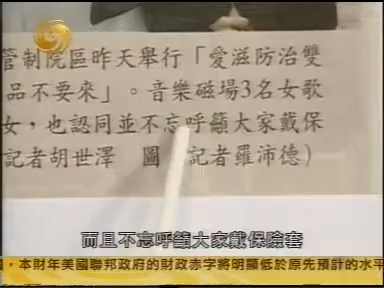 管制院區昨天舉行「愛滋防治雙
品不要來」。音樂磁場3名女歌
女，也認同並不忘呼籲大家戴保
記者胡世澤 圖 記者羅沛德）
而且不忘呼籲大家戴保險套
，本財年美國聯邦政府的財政赤字將明顯低於原先預計的水平